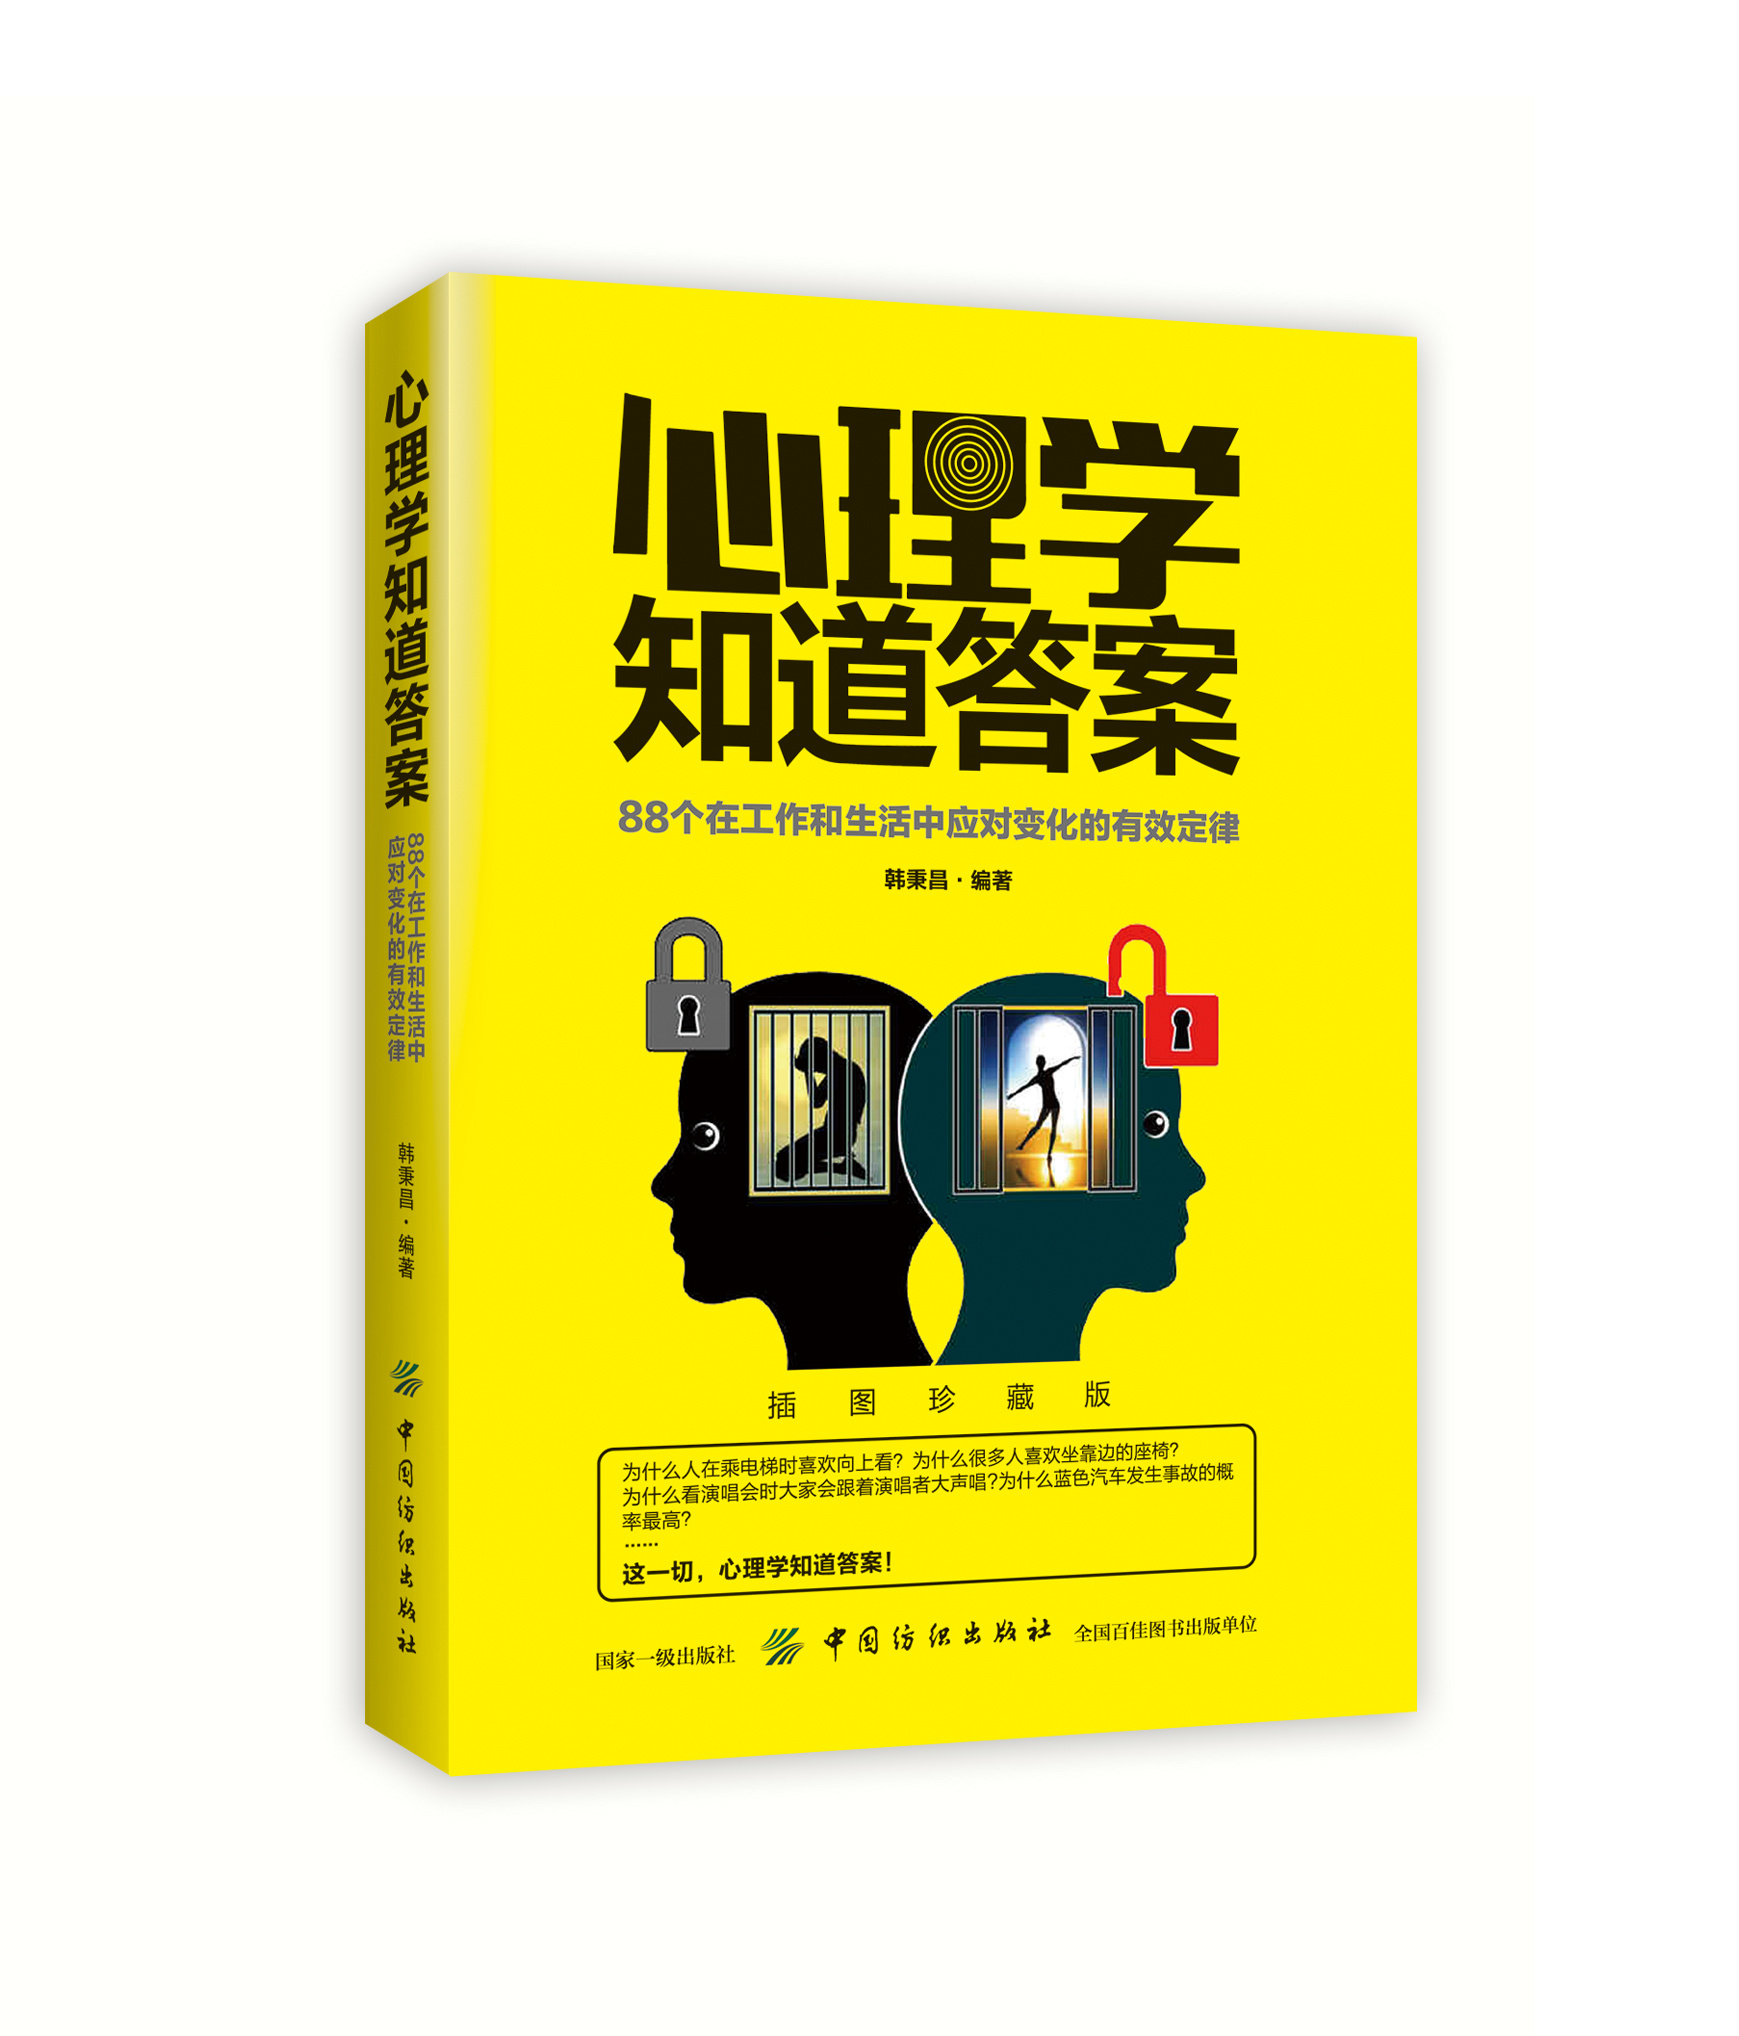 心理学
知道答案
88个在工作和生活中应对变化的有效定律
韩秉昌·编著
插图珍藏版
为什么人在乘电梯时喜欢向上看？为什么很多人喜欢坐靠边的座椅？
为什么看演唱会时大家会跟着演唱者大声唱？为什么蓝色汽车发生事故的概
率最高？
……
这一切，心理学知道答案！
国家一级出版社 中国纺织出版社 全国百佳图书出版单位
心理学知道答案
88个在工作和生活中
应对变化的有效定律
韩秉昌·编著
中国纺织出版社